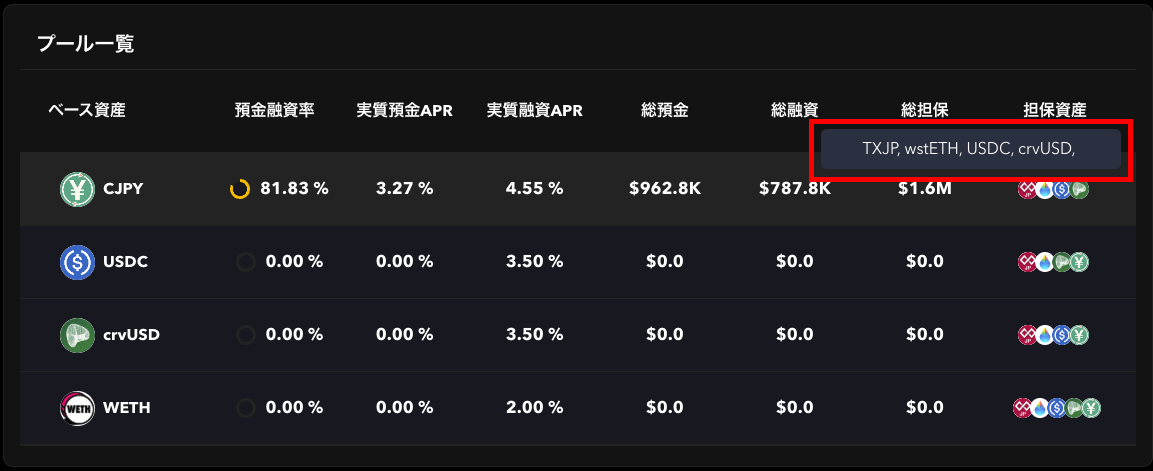 プール一覧
ベース資産 預金融資率 実質預金APR 実質融資APR 総預金 総融資 総担保 担保資産
TXJP, wstETH, USDC, crvUSD,
CJPY 81.83 % 3.27 % 4.55 % $962.8K $787.8K $1.6M
USDC 0.00 % 0.00 % 3.50 % $0.0 $0.0 $0.0
crvUSD 0.00 % 0.00 % 3.50 % $0.0 $0.0 $0.0
WETH WETH 0.00 % 0.00 % 2.00 % $0.0 $0.0 $0.0